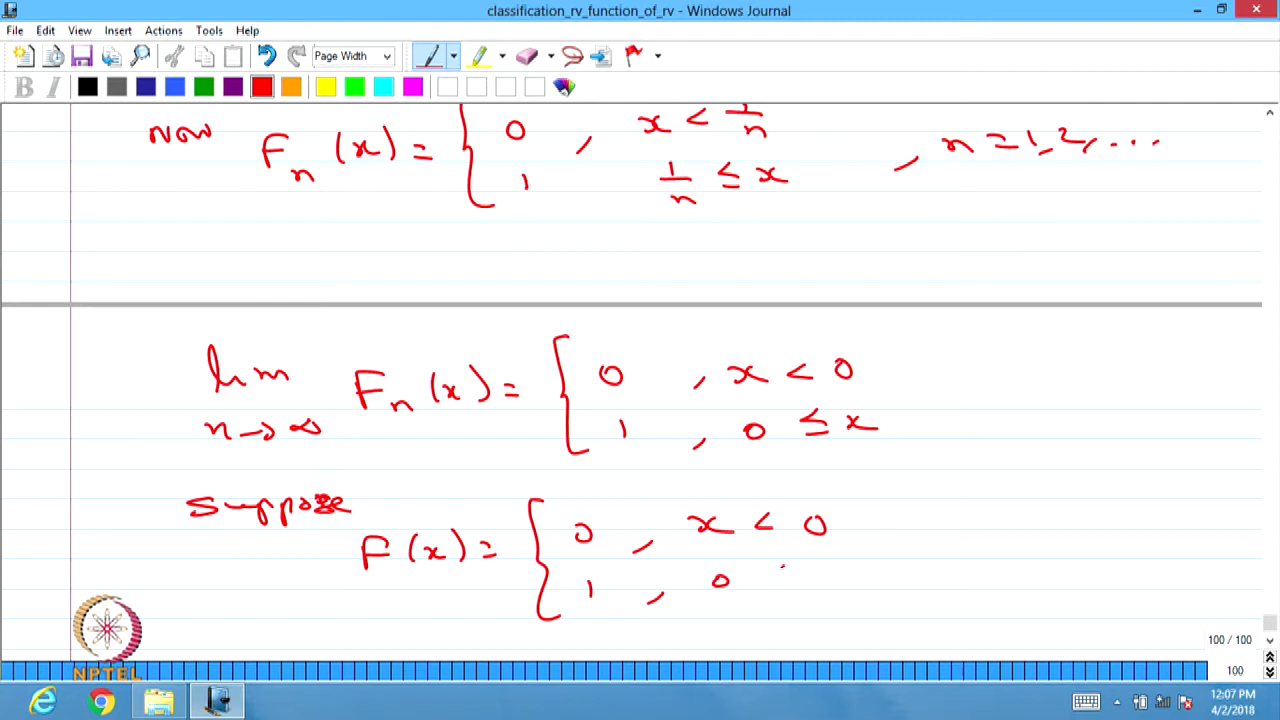 classification_rv_function_of_rv - Windows Journal
File Edit View Insert Actions Tools Help
Page Width
B I
Now F_n (x) = { 0 , x < 1/n
1 1/n ≤ x , n = 1, 2, ...
lim n→∞ F_n (x) = { 0 , x < 0
1 , 0 ≤ x
Suppose
F (x) = { 0 , x < 0
1 , 0
NPTEL
100 / 100
100
12:07 PM
4/2/2018